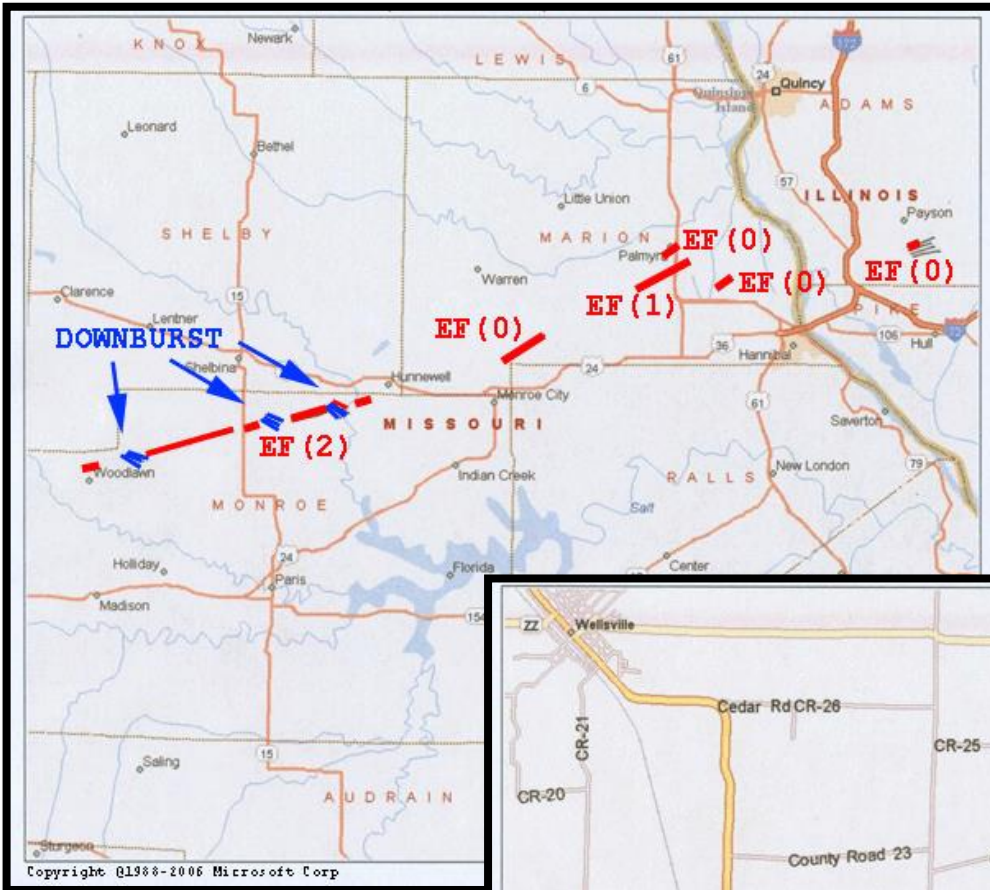 KNOX
Newark
LEWIS
61
24
172
6
Quincy
Quinsippi
Island
ADAMS
Leonard
Bethel
57
ILLINOIS
Little Union
Payson
SHELBY
MARION
EF(0)
Palmyra
EF(0)
Warren
EF(0)
EF(1)
Clarence
15
PIKE
Lentner
EF(0)
106
Hull
72
DOWNBURST
36
Hannibal
Shelbina
24
Hunnewell
Monroe City
61
Saverton
MISSOURI
EF(2)
Woodlawn
Indian Creek
New London
79
RALLS
MONROE
Salt
24
Center
Holliday
Florida
Paris
Madison
154
ZZ
Wellsville
Cedar Rd CR-26
CR-21
CR-25
15
Saling
CR-20
AUDRAIN
County Road 23
Sturgeon
Copyright @1988-2006 Microsoft Corp